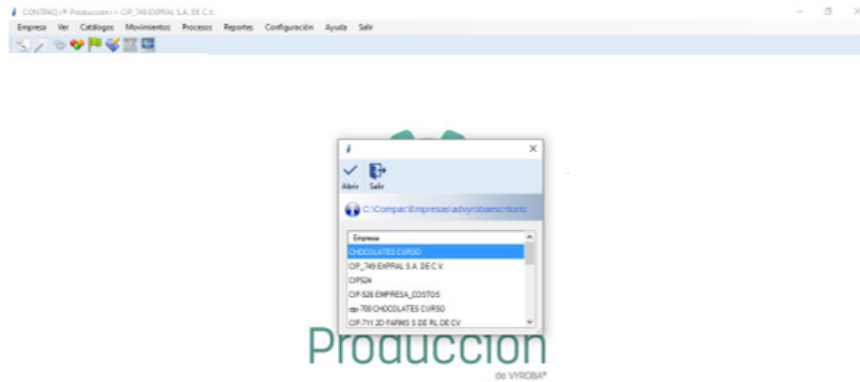 CONTPAQ i® Producción++ CIP_749 EXPRAL S.A. DE C.V.
Empresa Ver Catálogos Movimientos Procesos Reportes Configuración Ayuda Salir
Abrir Salir
C:\Compac\Empresas\advyrobaescritorio
Empresa
CHOCOLATES CURSO
CIP_749 EXPRAL S.A. DE C.V.
CIP524
CIF-526 EMPRESA_COSTOS
cip-700 CHOCOLATES CURSO
CIP-711 2D FARMS S DE RL DE CV
Producción
de VYROBA®